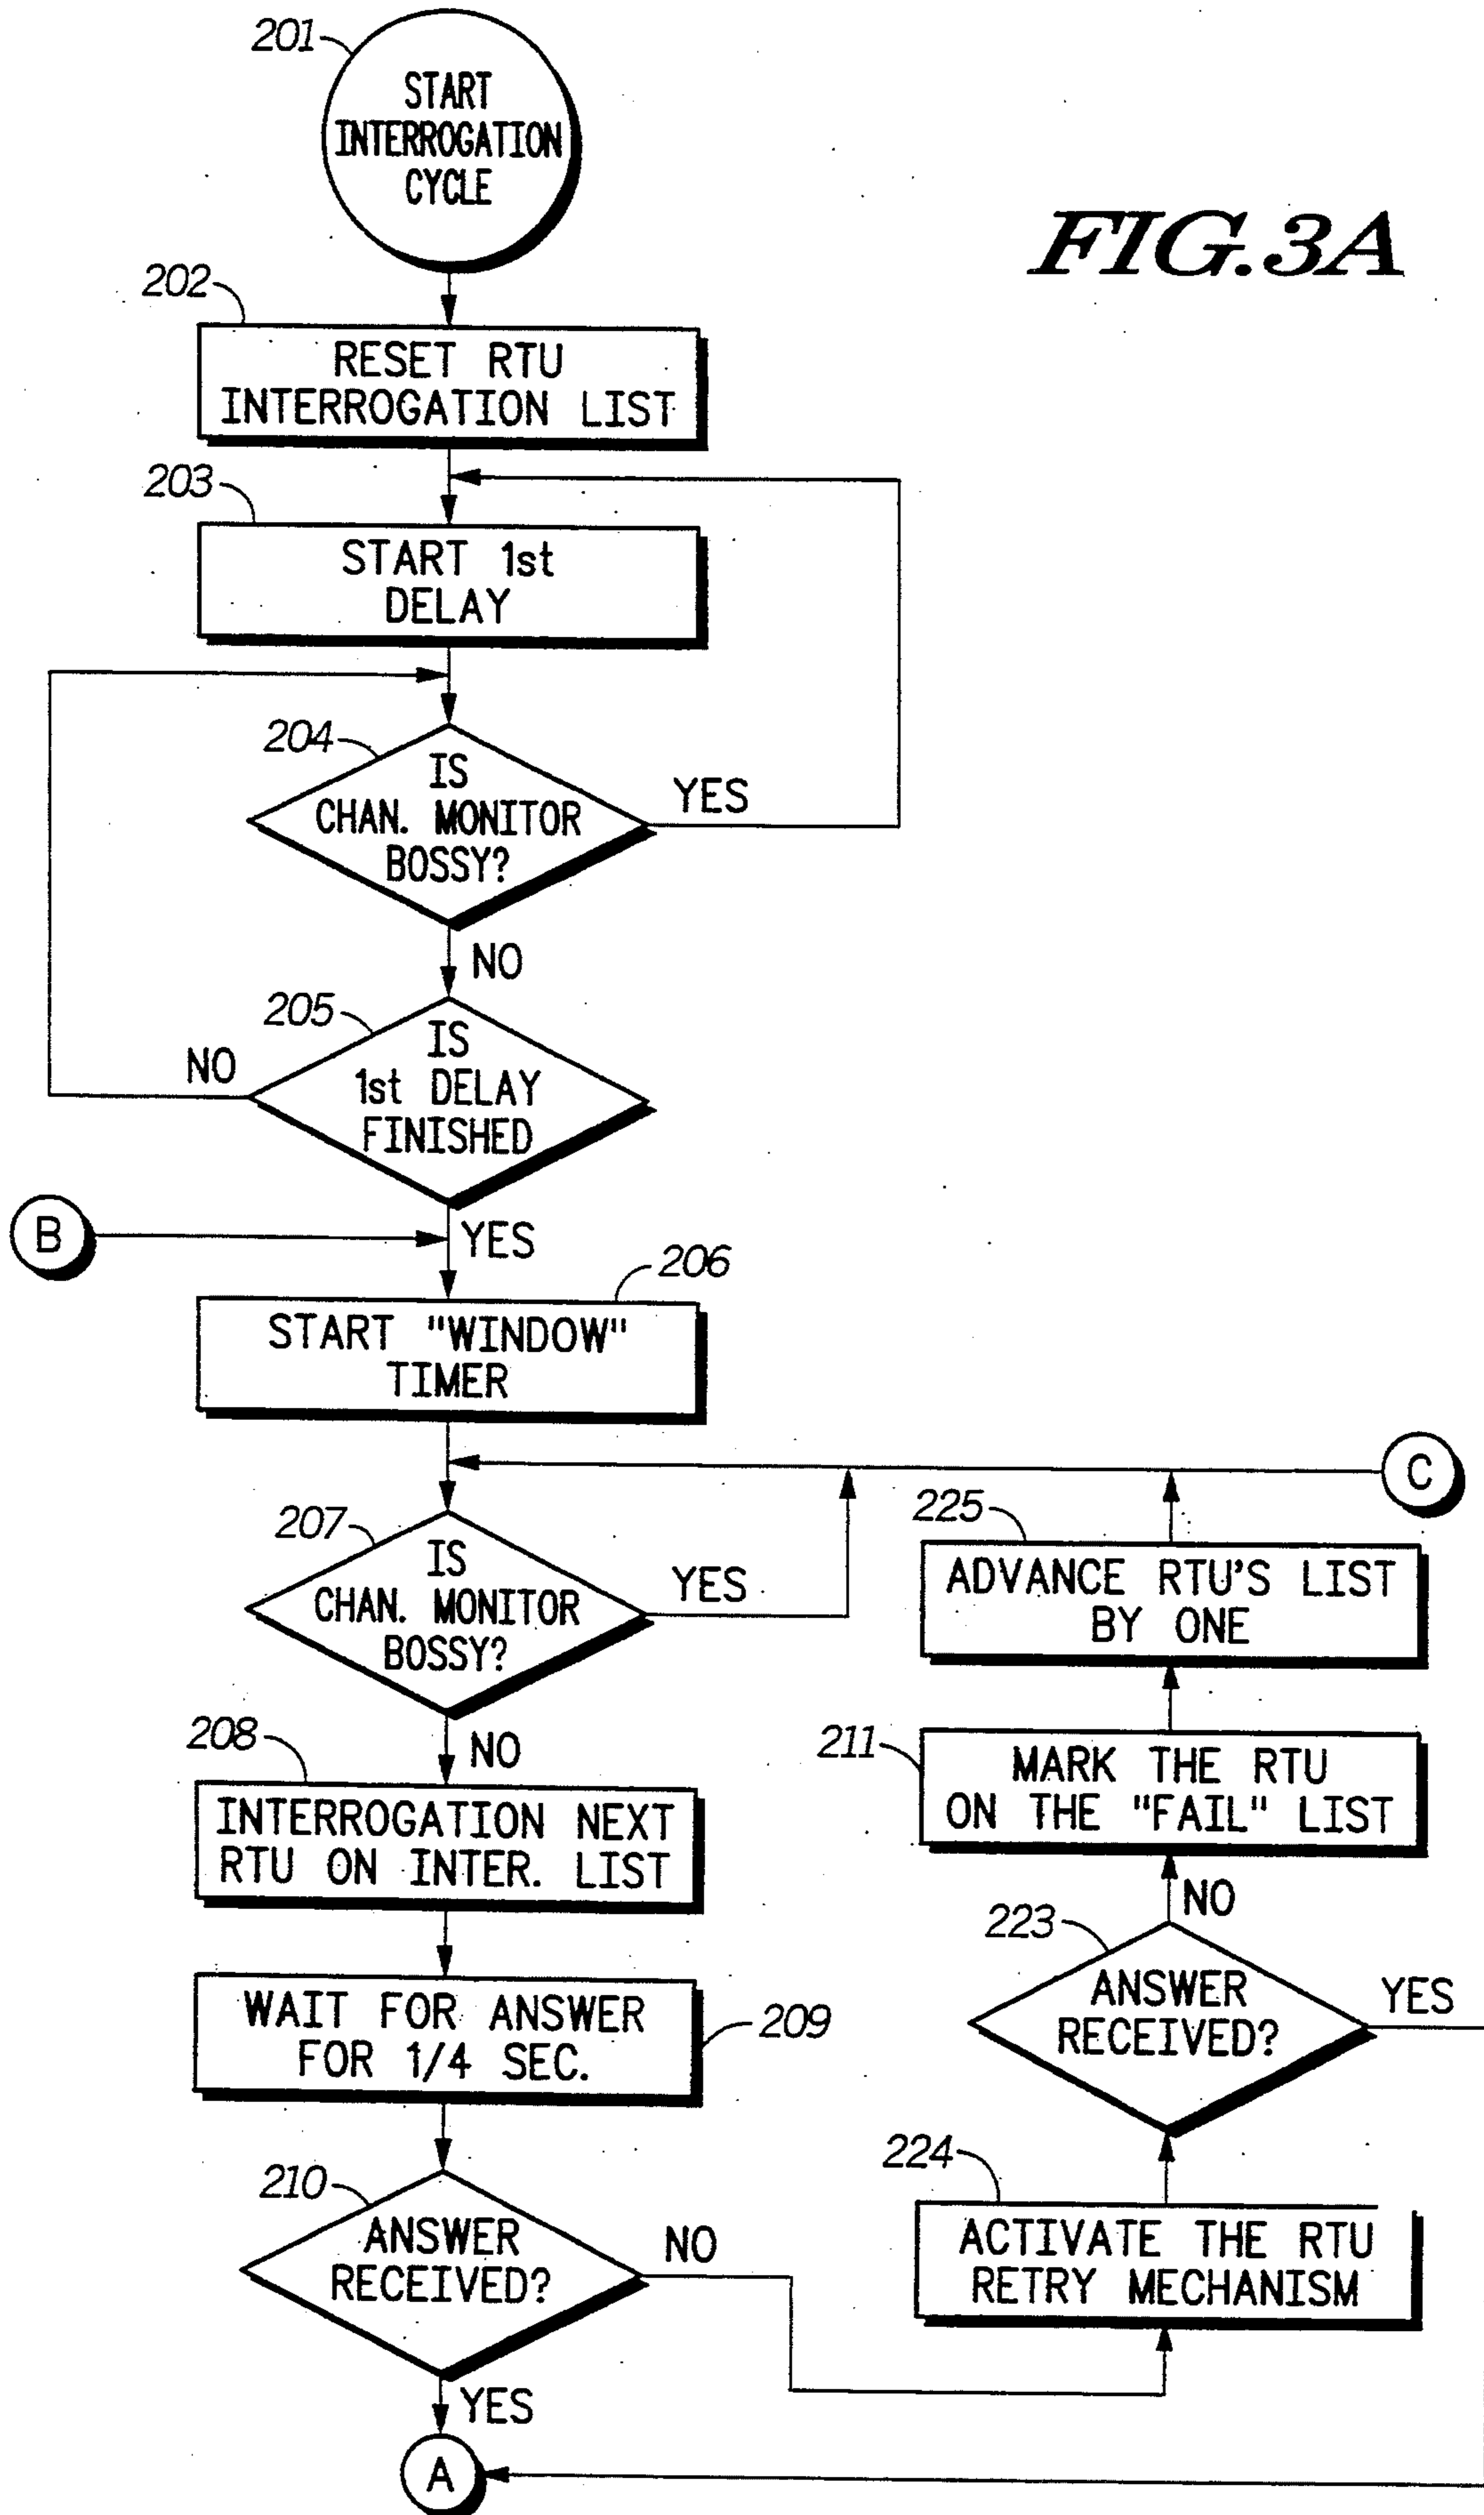 201
START
INTERROGATION
CYCLE
FIG.3A
202
RESET RTU
INTERROGATION LIST
203
START 1st
DELAY
204
IS
CHAN. MONITOR
BOSSY?
YES
NO
205
IS
1st DELAY
FINISHED
NO
YES
B
206
START "WINDOW"
TIMER
C
207
IS
CHAN. MONITOR
BOSSY?
YES
NO
225
ADVANCE RTU'S LIST
BY ONE
208
INTERROGATION NEXT
RTU ON INTER. LIST
211
MARK THE RTU
ON THE "FAIL" LIST
NO
209
WAIT FOR ANSWER
FOR 1/4 SEC.
223
ANSWER
RECEIVED?
YES
210
ANSWER
RECEIVED?
NO
YES
224
ACTIVATE THE RTU
RETRY MECHANISM
A